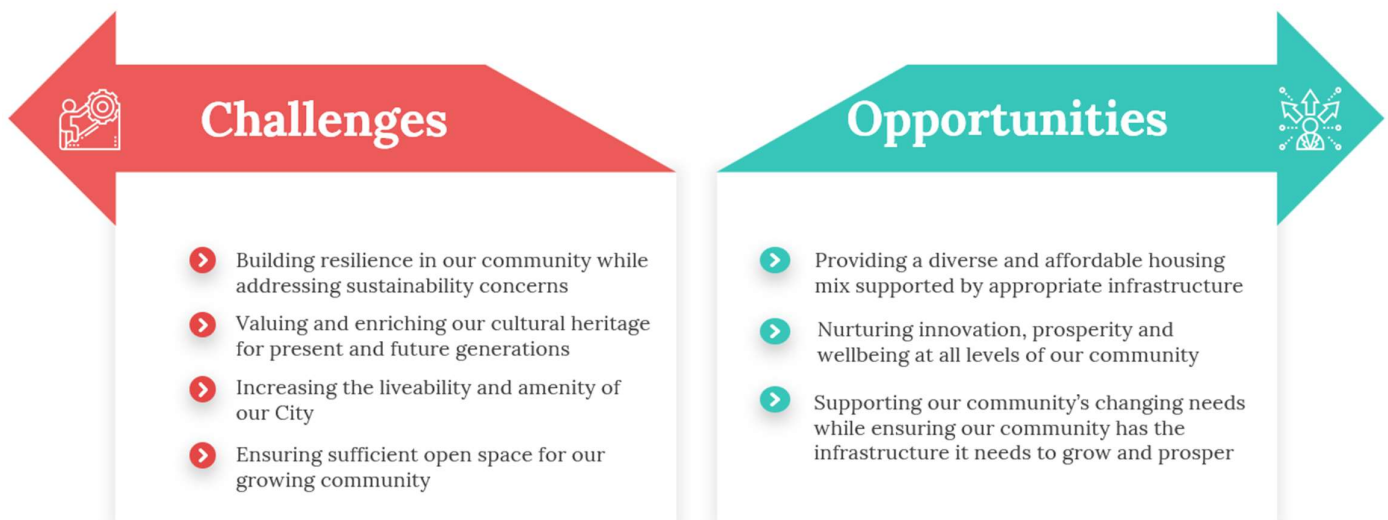 Challenges
Building resilience in our community while
addressing sustainability concerns
Valuing and enriching our cultural heritage
for present and future generations
Increasing the liveability and amenity of
our City
Ensuring sufficient open space for our
growing community
Opportunities
Providing a diverse and affordable housing
mix supported by appropriate infrastructure
Nurturing innovation, prosperity and
wellbeing at all levels of our community
Supporting our community’s changing needs
while ensuring our community has the
infrastructure it needs to grow and prosper